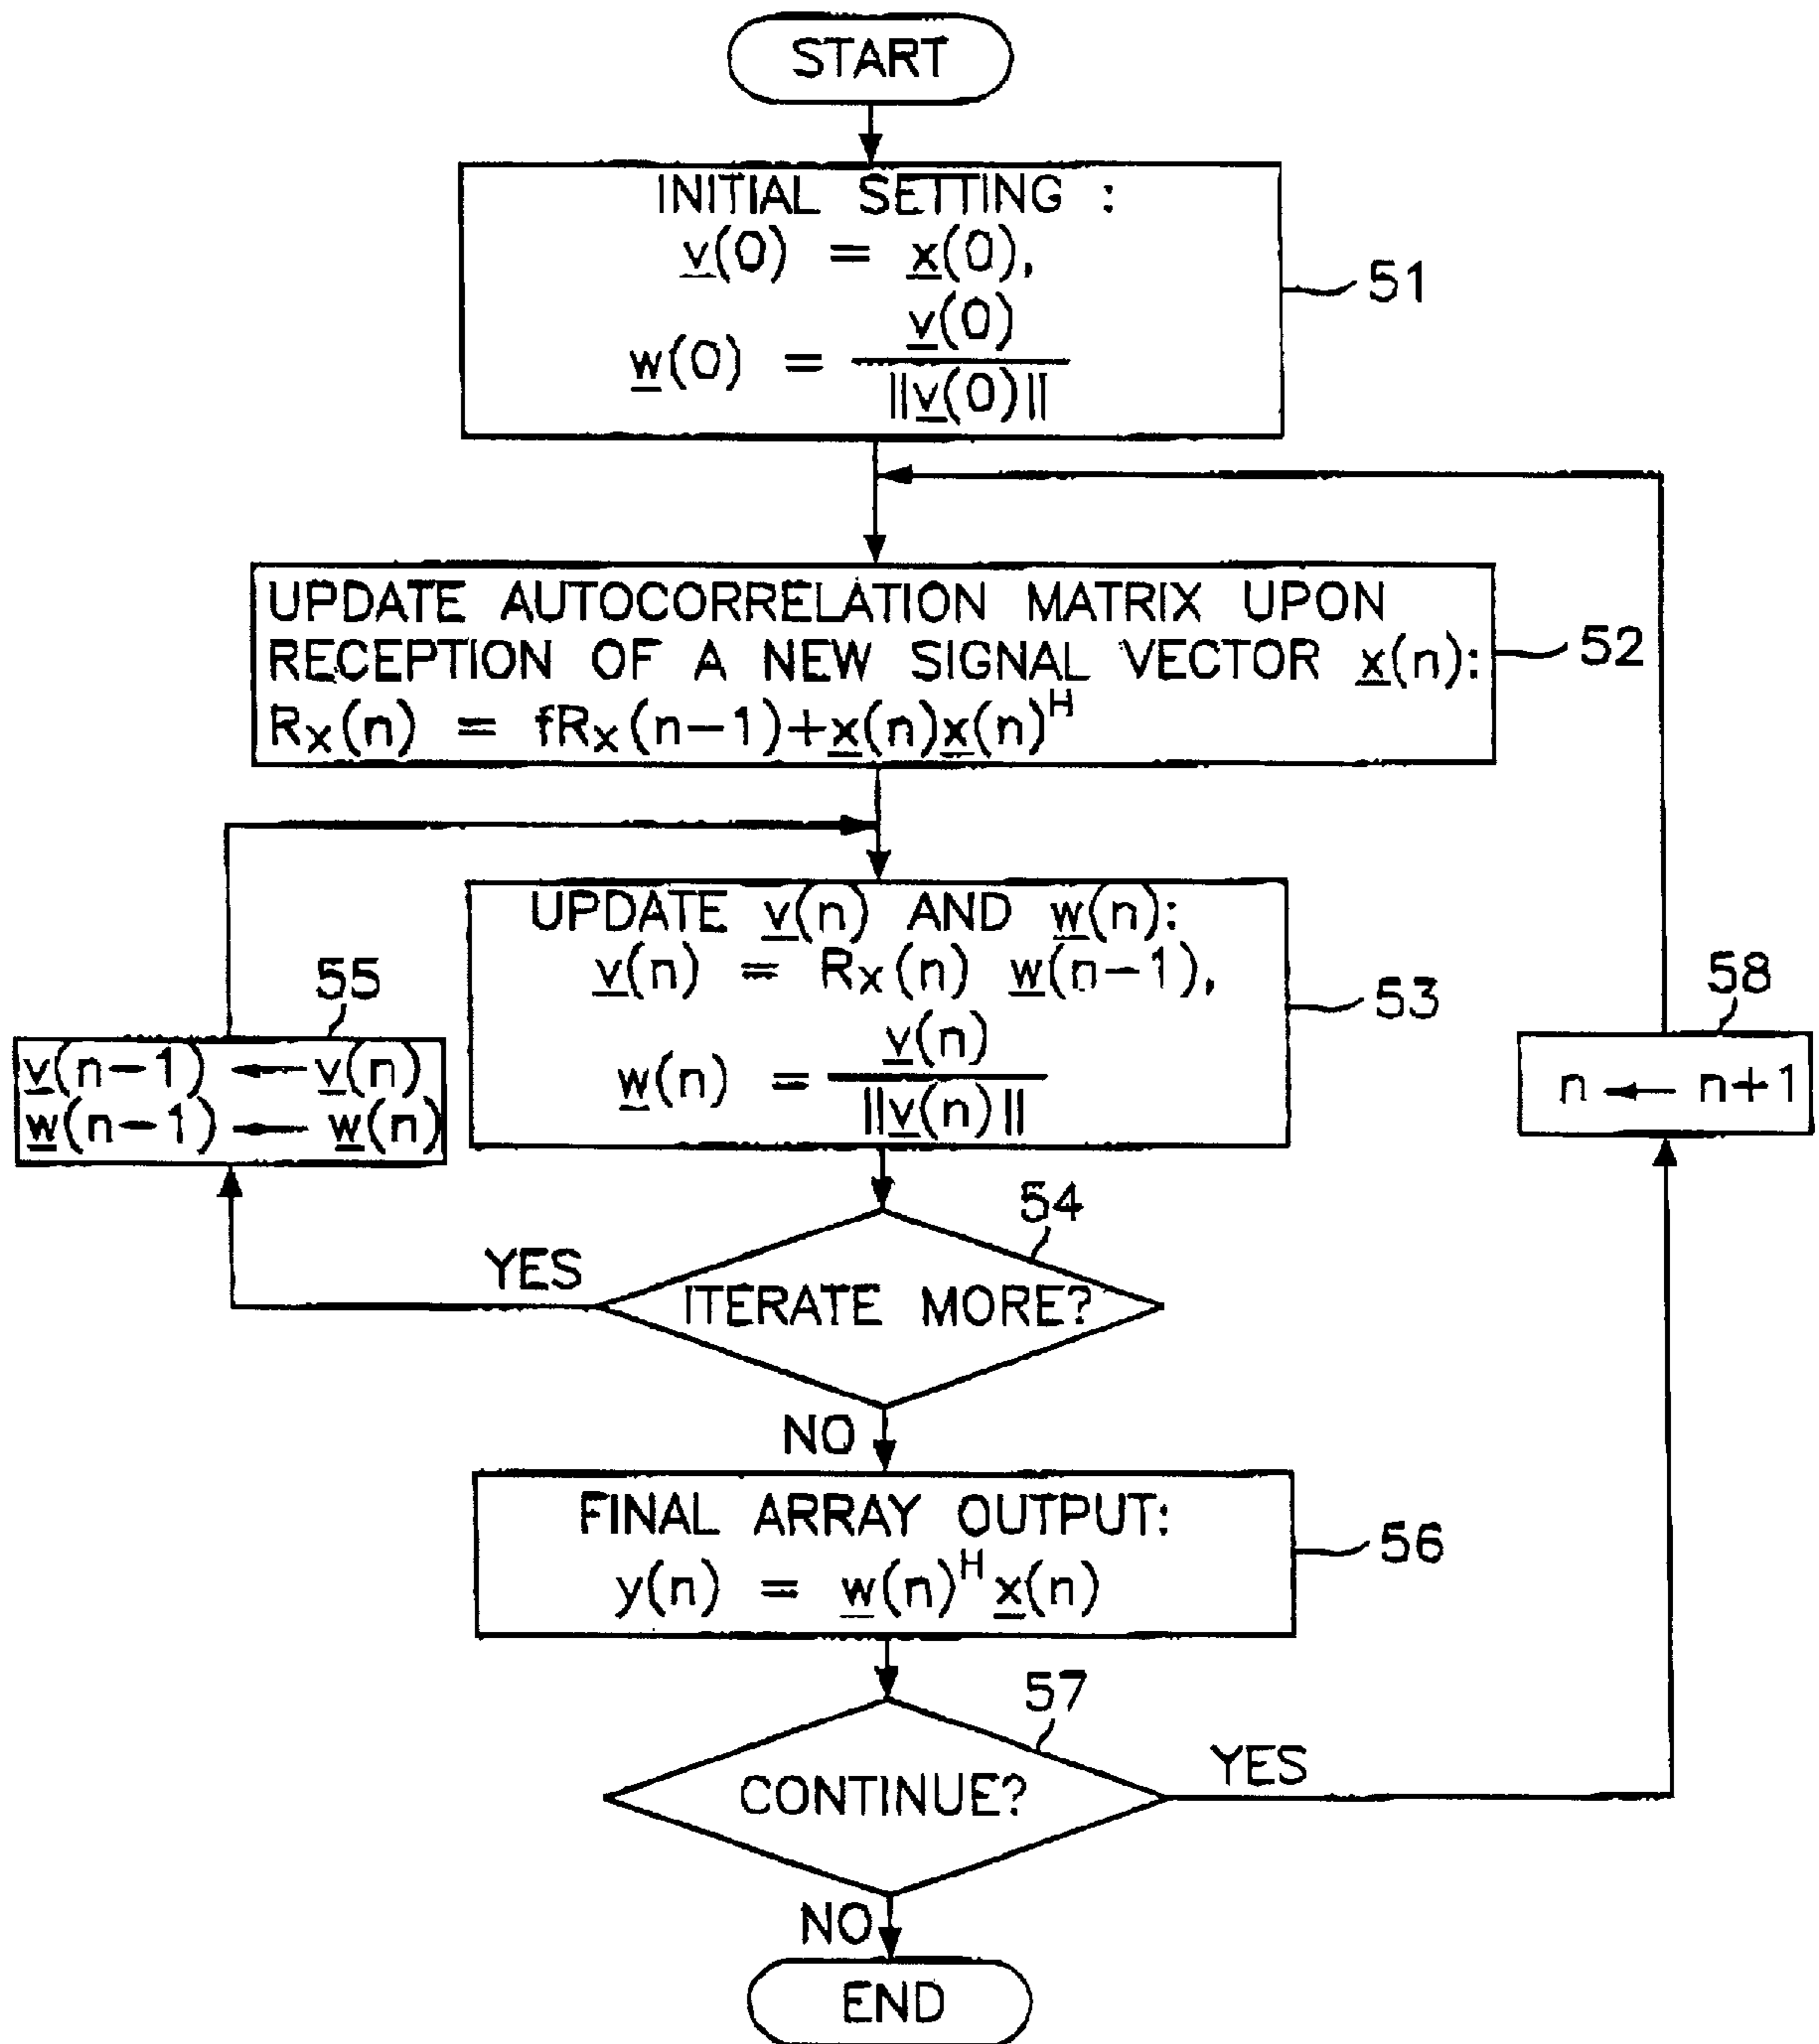 START
INITIAL SETTING :
v(0) = x(0),
w(0) = v(0) / ||v(0)||
51
UPDATE AUTOCORRELATION MATRIX UPON
RECEPTION OF A NEW SIGNAL VECTOR x(n):
Rx(n) = fRx(n-1)+x(n)x(n)^H
52
UPDATE v(n) AND w(n):
v(n) = Rx(n) w(n-1),
w(n) = v(n) / ||v(n)||
53
55
v(n-1) ← v(n)
w(n-1) ← w(n)
58
n ← n+1
54
YES
ITERATE MORE?
NO
FINAL ARRAY OUTPUT:
y(n) = w(n)^H x(n)
56
57
CONTINUE?
YES
NO
END